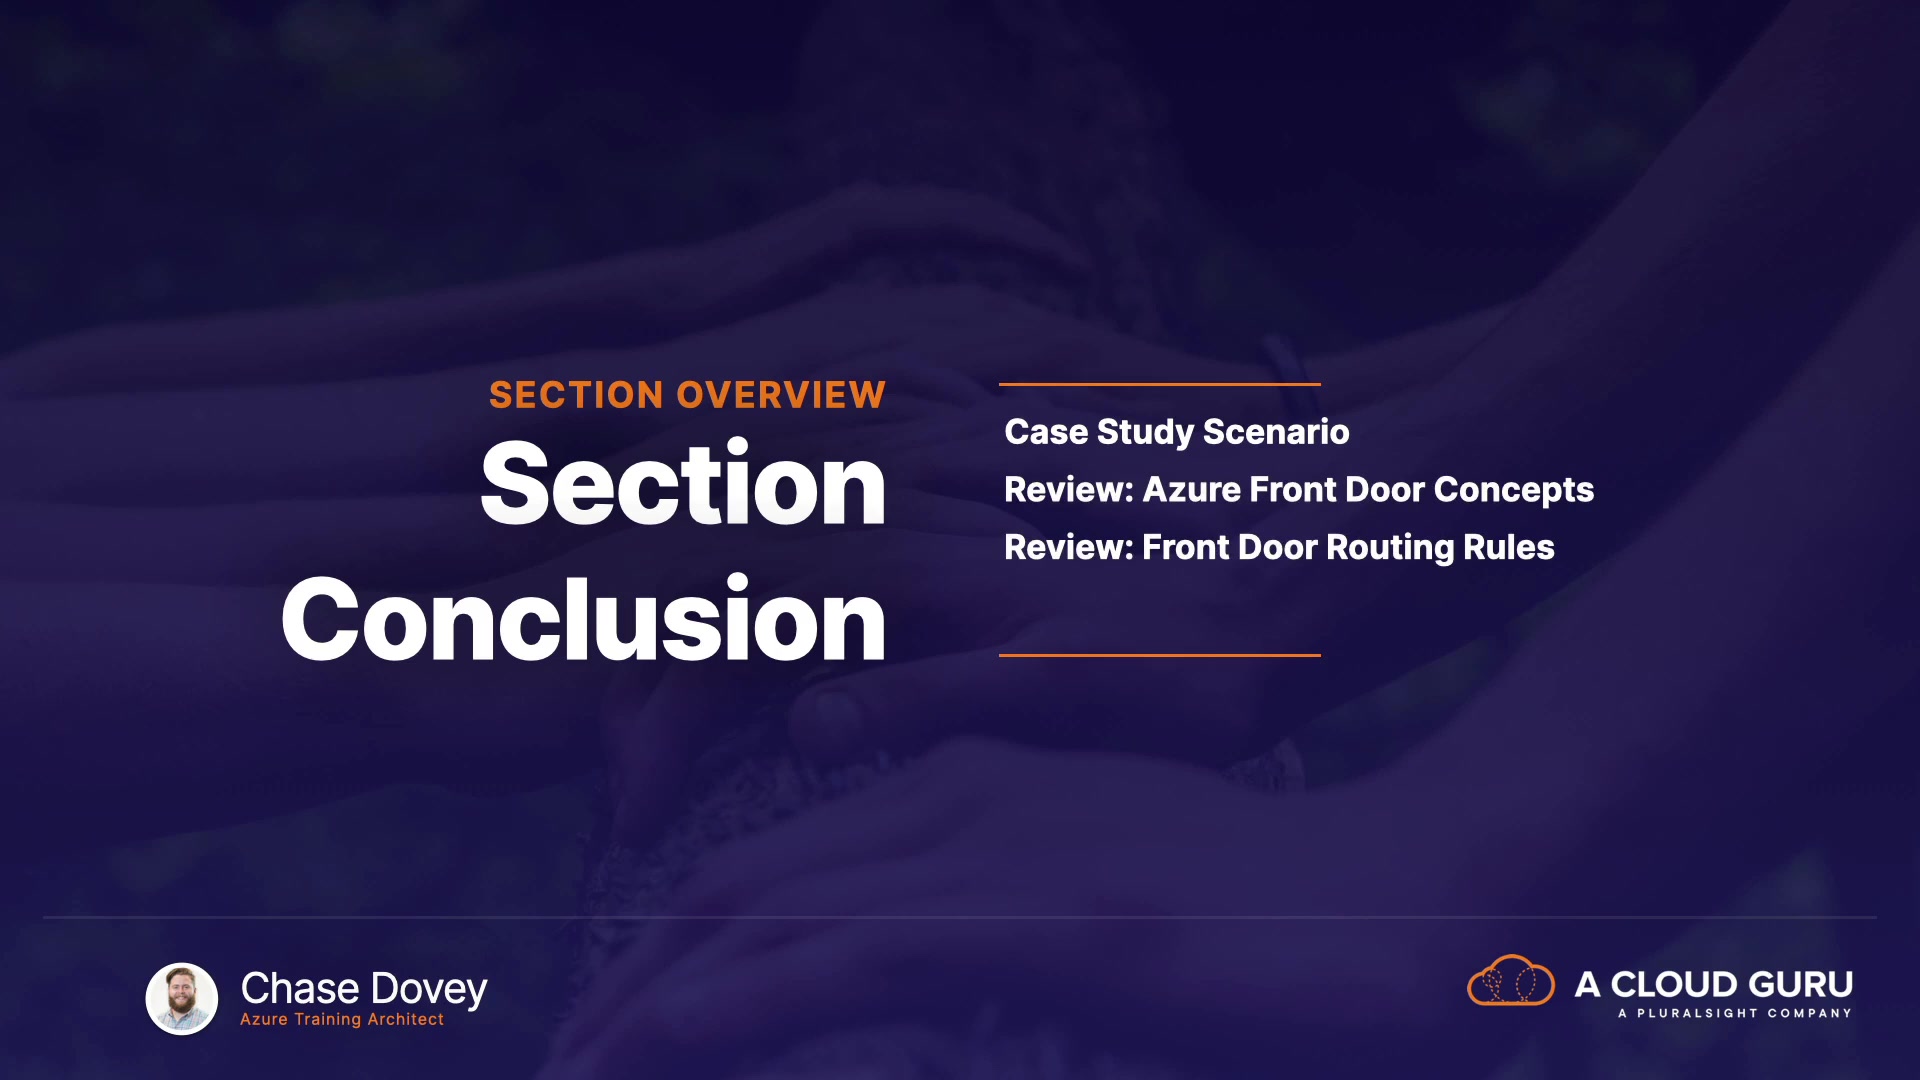 SECTION OVERVIEW
Section
Conclusion
Case Study Scenario
Review: Azure Front Door Concepts
Review: Front Door Routing Rules
Chase Dovey
Azure Training Architect
A CLOUD GURU
A PLURALSIGHT COMPANY